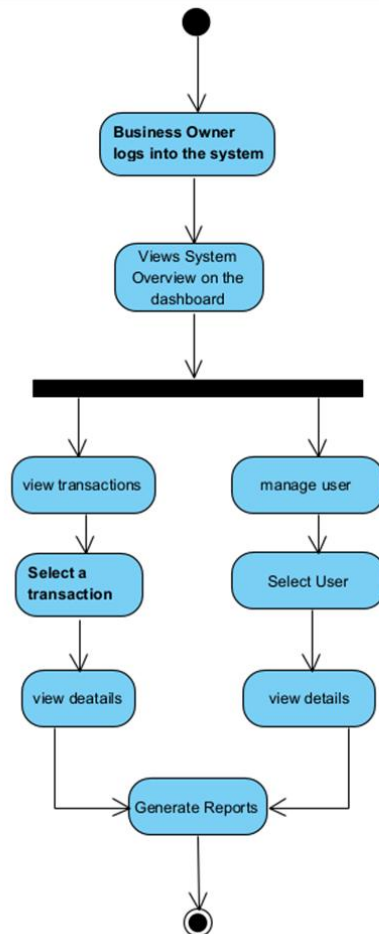 Business Owner
logs into the system
Views System
Overview on the
dashboard
view transactions
manage user
Select a
transaction
Select User
view deatails
view details
Generate Reports